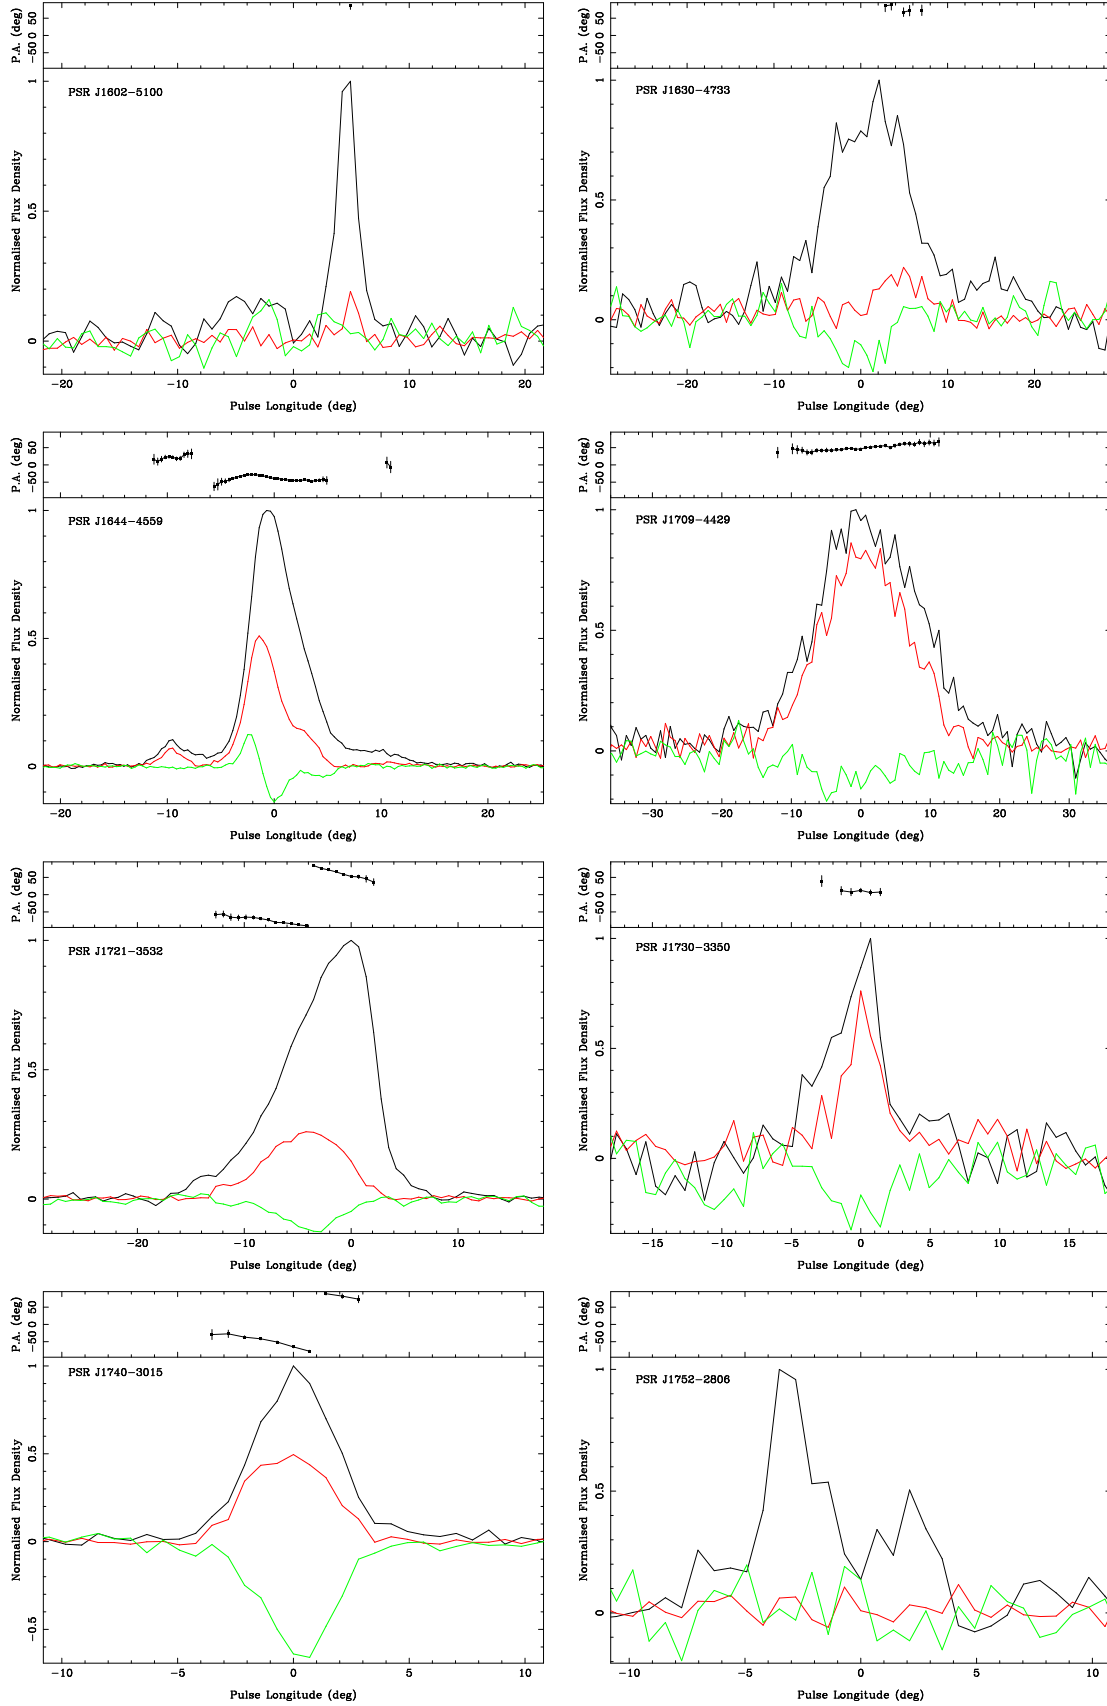 P.A. (deg)
−50 0 50
PSR J1602−5100
Normalised Flux Density
0 0.5 1
−20 −10 0 10 20
Pulse Longitude (deg)
P.A. (deg)
−50 0 50
PSR J1630−4733
Normalised Flux Density
0 0.5 1
−20 −10 0 10 20
Pulse Longitude (deg)
P.A. (deg)
−50 0 50
PSR J1644−4559
Normalised Flux Density
0 0.5 1
−20 −10 0 10 20
Pulse Longitude (deg)
P.A. (deg)
−50 0 50
PSR J1709−4429
Normalised Flux Density
0 0.5 1
−30 −20 −10 0 10 20 30
Pulse Longitude (deg)
P.A. (deg)
−50 0 50
PSR J1721−3532
Normalised Flux Density
0 0.5 1
−20 −10 0 10
Pulse Longitude (deg)
P.A. (deg)
−50 0 50
PSR J1730−3350
Normalised Flux Density
0 0.5 1
−15 −10 −5 0 5 10 15
Pulse Longitude (deg)
P.A. (deg)
−50 0 50
PSR J1740−3015
Normalised Flux Density
−0.5 0 0.5 1
−10 −5 0 5 10
Pulse Longitude (deg)
P.A. (deg)
−50 0 50
PSR J1752−2806
Normalised Flux Density
0 0.5 1
−10 −5 0 5 10
Pulse Longitude (deg)